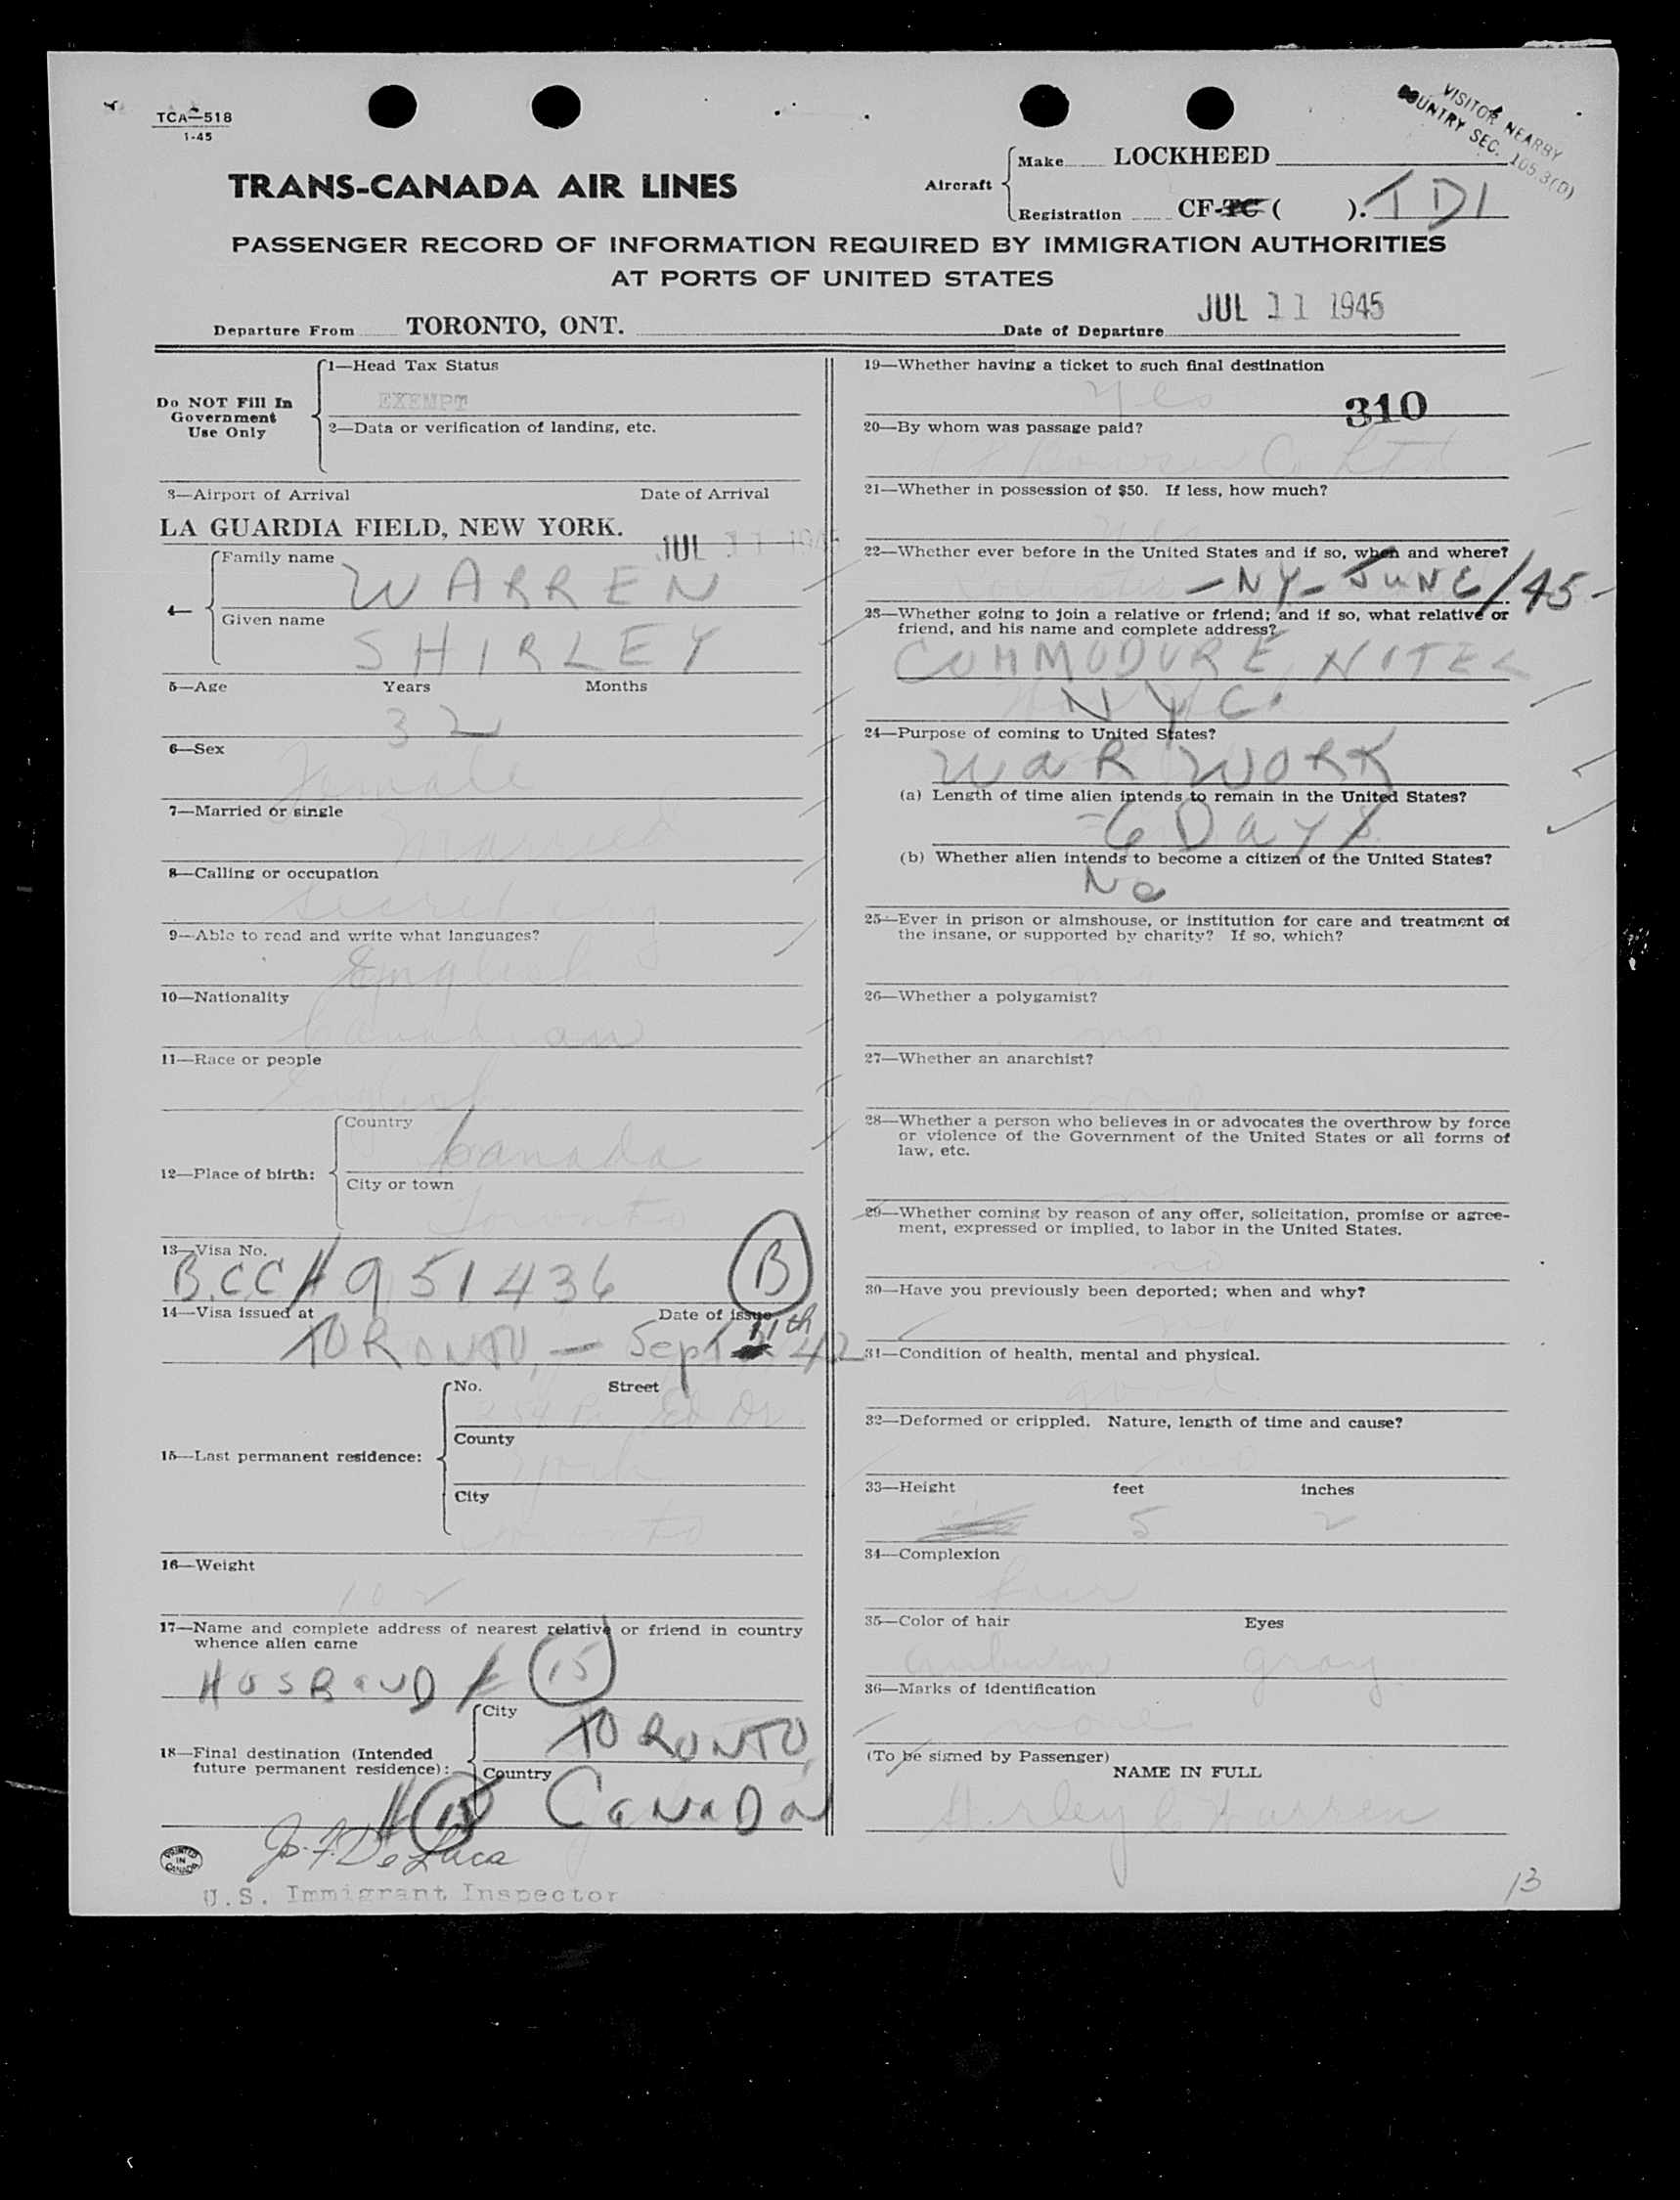 TCA-518
1-45
VISITOR NEARBY
COUNTRY SEC. 165.3(D)
TRANS-CANADA AIR LINES
Aircraft
Make LOCKHEED
Registration CF-TC ( ). TDI
PASSENGER RECORD OF INFORMATION REQUIRED BY IMMIGRATION AUTHORITIES
AT PORTS OF UNITED STATES
Departure From TORONTO, ONT. Date of Departure JUL 11 1945
Do NOT Fill In
Government
Use Only
1—Head Tax Status
EXEMPT
2—Data or verification of landing, etc.
3—Airport of Arrival Date of Arrival
LA GUARDIA FIELD, NEW YORK. JUL 11 194
4—
Family name
WARREN
Given name
SHIRLEY
5—Age Years Months
32
6—Sex
Female
7—Married or single
Married
8—Calling or occupation
Secretary
9—Able to read and write what languages?
English
10—Nationality
Canadian
11—Race or people
English
12—Place of birth:
Country
Canada
City or town
Toronto
13—Visa No.
B.C.C# 951436 B
14—Visa issued at Date of issue
TORONTO, — Sept 11th 42
15—Last permanent residence:
No. Street
Ed Dr
County
York
City
Toronto
16—Weight
102
17—Name and complete address of nearest relative or friend in country
whence alien came
HUSBAND # 15
18—Final destination (Intended
future permanent residence):
City
TORONTO
Country
# 15 CANADA
Jo. F. De Luca
U.S. Immigrant Inspector
PRINTED
IN
CANADA
19—Whether having a ticket to such final destination
Yes
310
20—By whom was passage paid?
Co Ltd
21—Whether in possession of $50. If less, how much?
Yes
22—Whether ever before in the United States and if so, when and where?
— NY — JUNE/45 -
23—Whether going to join a relative or friend; and if so, what relative or
friend, and his name and complete address?
COMMODORE HOTEL
NYC.
24—Purpose of coming to United States?
WAR WORK
(a) Length of time alien intends to remain in the United States?
6 Days
(b) Whether alien intends to become a citizen of the United States?
No
25—Ever in prison or almshouse, or institution for care and treatment of
the insane, or supported by charity? If so, which?
no
26—Whether a polygamist?
no
27—Whether an anarchist?
no
28—Whether a person who believes in or advocates the overthrow by force
or violence of the Government of the United States or all forms of
law, etc.
no
29—Whether coming by reason of any offer, solicitation, promise or agree-
ment, expressed or implied, to labor in the United States.
no
30—Have you previously been deported; when and why?
no
31—Condition of health, mental and physical.
good
32—Deformed or crippled. Nature, length of time and cause?
no
33—Height feet inches
5 2
34—Complexion
fair
35—Color of hair Eyes
auburn gray
36—Marks of identification
none
(To be signed by Passenger)
NAME IN FULL
Shirley C Warren
13